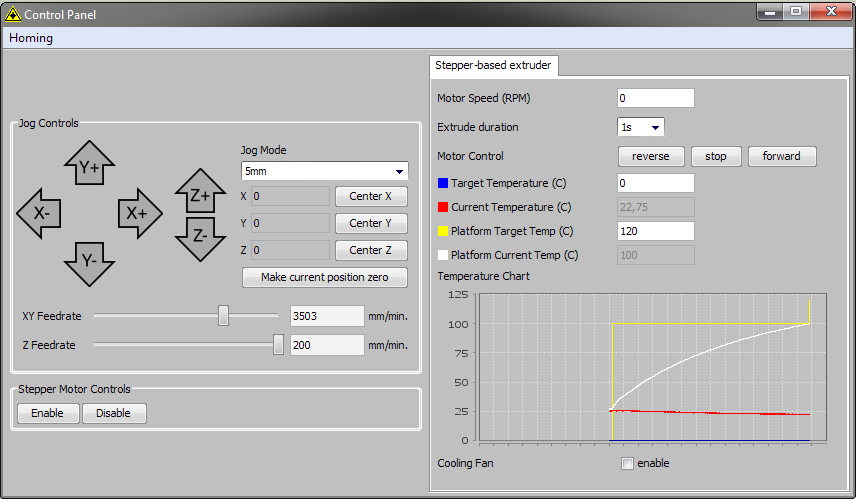 Control Panel
Homing
Jog Controls
Y+
X-
X+
Y-
Z+
Z-
Jog Mode
5mm
X 0 Center X
Y 0 Center Y
Z 0 Center Z
Make current position zero
XY Feedrate 3503 mm/min.
Z Feedrate 200 mm/min.
Stepper Motor Controls
Enable Disable
Stepper-based extruder
Motor Speed (RPM) 0
Extrude duration 1s
Motor Control reverse stop forward
Target Temperature (C) 0
Current Temperature (C) 22,75
Platform Target Temp (C) 120
Platform Current Temp (C) 100
Temperature Chart
125
100
75
50
25
0
Cooling Fan enable